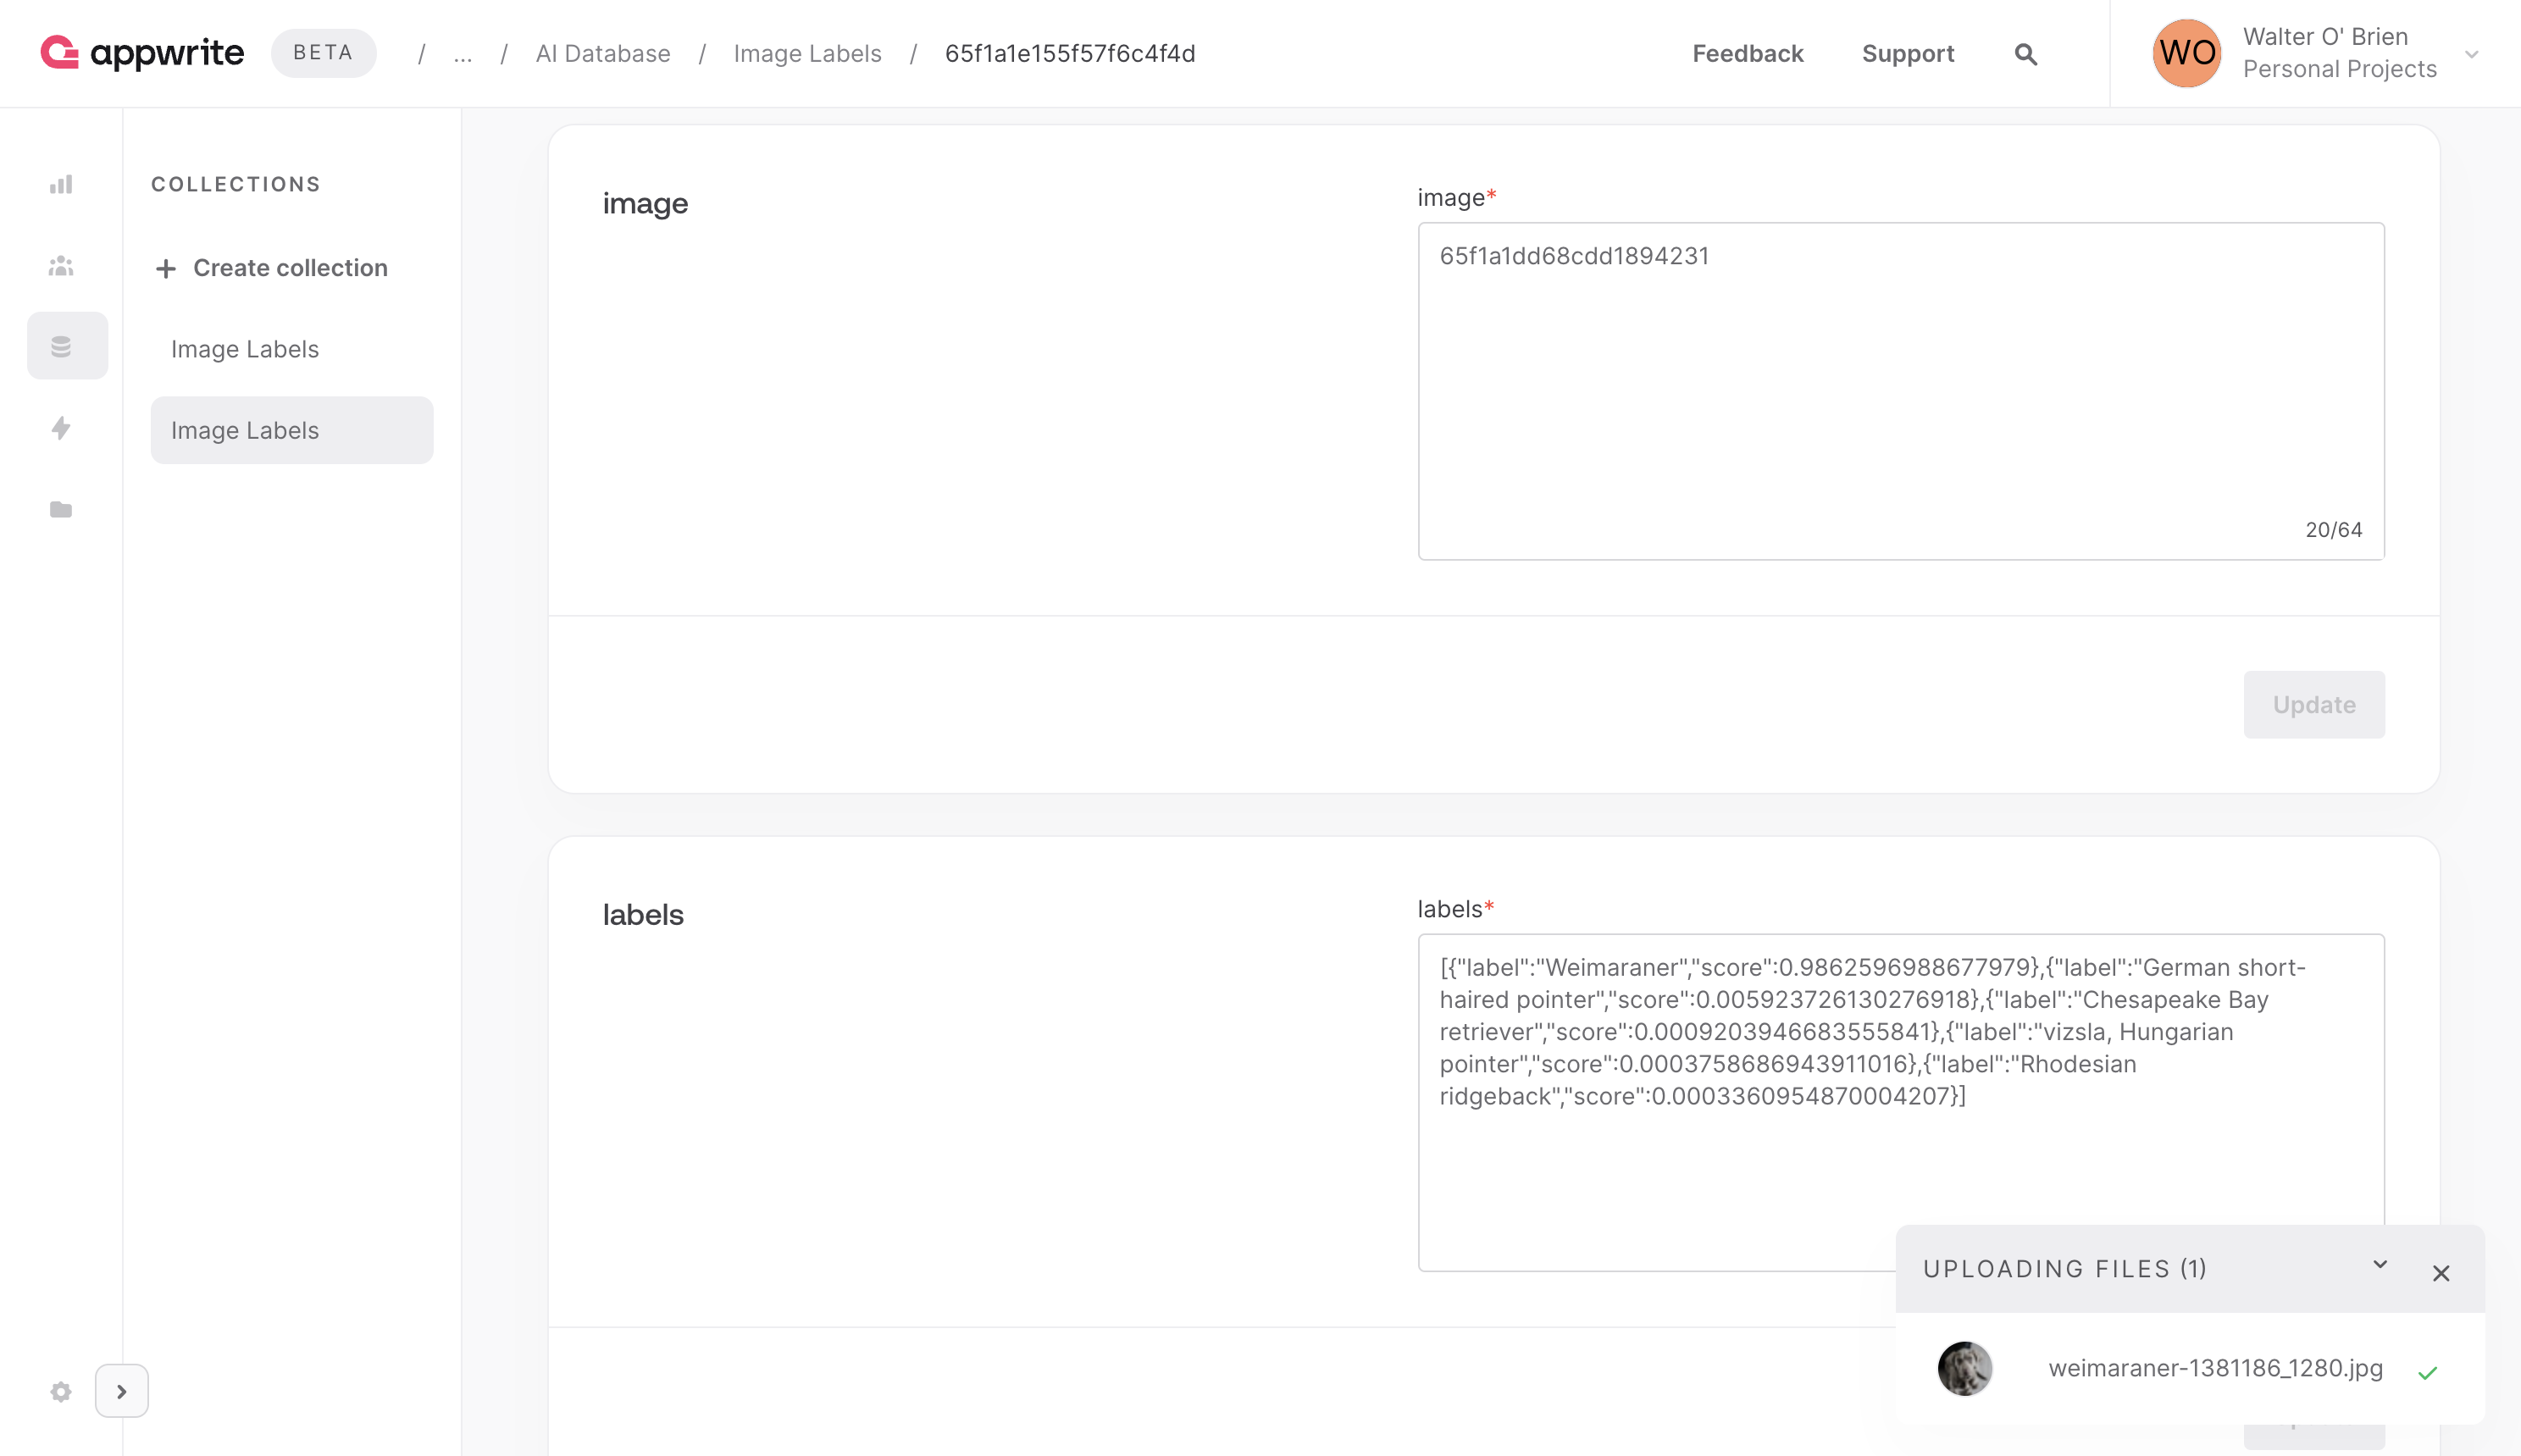 appwrite BETA / ... / AI Database / Image Labels / 65f1a1e155f57f6c4f4d Feedback Support WO Walter O' Brien
Personal Projects
COLLECTIONS
+ Create collection
Image Labels
Image Labels
image
image*
65f1a1dd68cdd1894231
20/64
Update
labels
labels*
[{"label":"Weimaraner","score":0.9862596988677979},{"label":"German short-
haired pointer","score":0.005923726130276918},{"label":"Chesapeake Bay
retriever","score":0.0009203946683555841},{"label":"vizsla, Hungarian
pointer","score":0.0003758686943911016},{"label":"Rhodesian
ridgeback","score":0.0003360954870004207}]
UPLOADING FILES (1)
weimaraner-1381186_1280.jpg